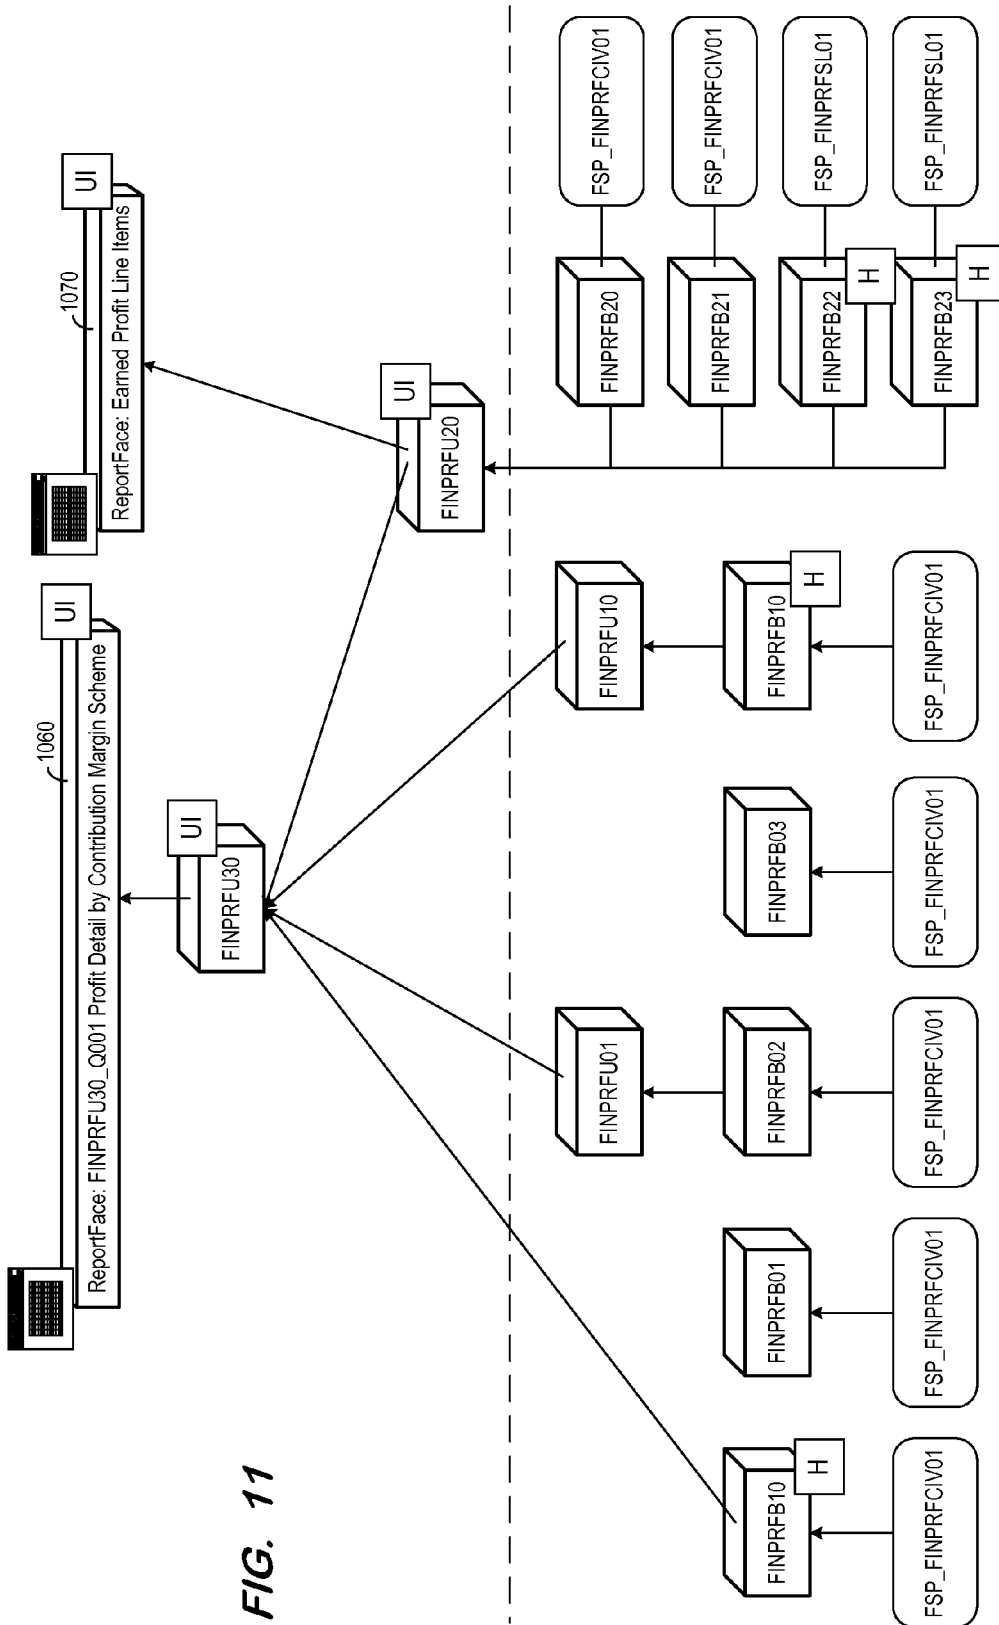 1060
UI
ReportFace: FINPRFU30_Q001 Profit Detail by Contribution Margin Scheme
1070
UI
ReportFace: Earned Profit Line Items
UI
FINPRFU30
UI
FINPRFU20
FIG. 11
FINPRFU01
FINPRFU10
FINPRFB20
FSP_FINPRFCIV01
FINPRFB21
FSP_FINPRFCIV01
FINPRFB10
H
FINPRFB01
FINPRFB02
FINPRFB03
FINPRFB10
H
FINPRFB22
H
FSP_FINPRFSL01
FINPRFB23
H
FSP_FINPRFSL01
FSP_FINPRFCIV01
FSP_FINPRFCIV01
FSP_FINPRFCIV01
FSP_FINPRFCIV01
FSP_FINPRFCIV01